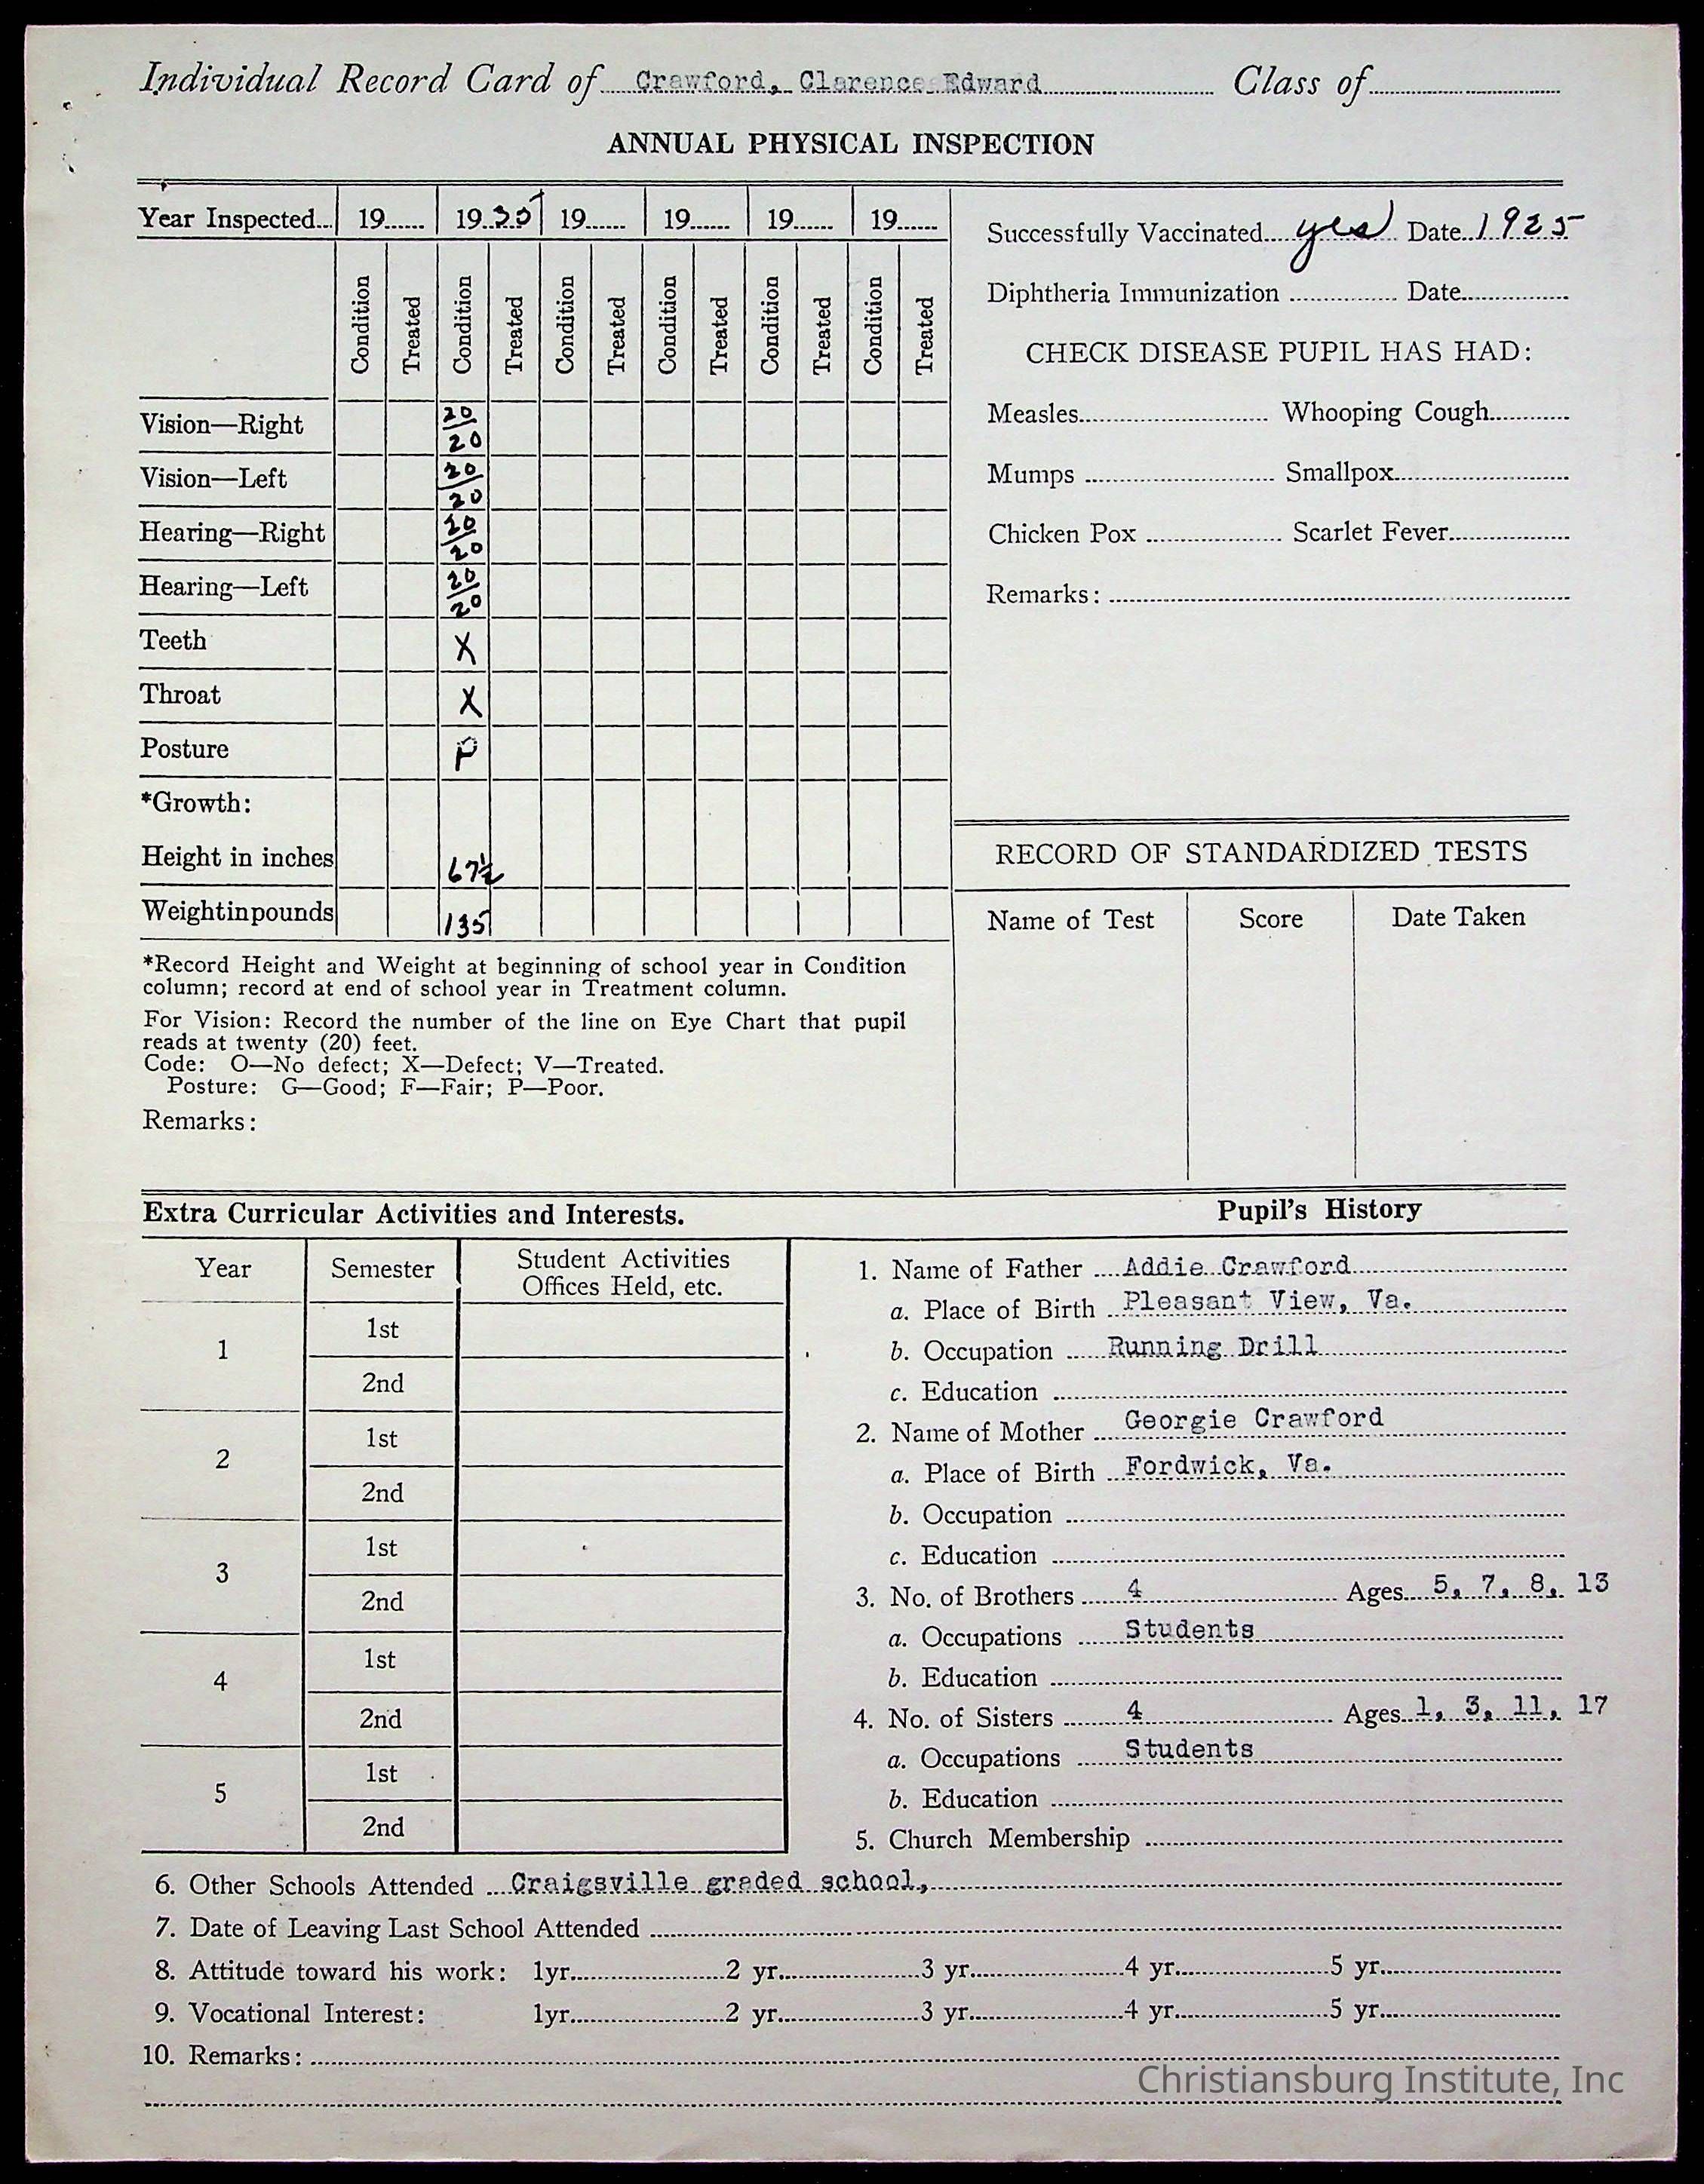 Individual Record Card of Crawford, Clarence Edward Class of
ANNUAL PHYSICAL INSPECTION
Year Inspected 19 1935 19 19 19 19
Condition Treated Condition Treated Condition Treated Condition Treated Condition Treated Condition Treated
Vision—Right 20/20
Vision—Left 20/20
Hearing—Right 20/20
Hearing—Left 20/20
Teeth X
Throat X
Posture P
*Growth:
Height in inches 67½
Weight in pounds 135
*Record Height and Weight at beginning of school year in Condition
column; record at end of school year in Treatment column.
For Vision: Record the number of the line on Eye Chart that pupil
reads at twenty (20) feet.
Code: O—No defect; X—Defect; V—Treated.
Posture: G—Good; F—Fair; P—Poor.
Remarks:
Successfully Vaccinated yes Date 1925
Diphtheria Immunization Date
CHECK DISEASE PUPIL HAS HAD:
Measles Whooping Cough
Mumps Smallpox
Chicken Pox Scarlet Fever
Remarks:
RECORD OF STANDARDIZED TESTS
Name of Test Score Date Taken
Extra Curricular Activities and Interests.
Year Semester Student Activities
Offices Held, etc.
1 1st
2nd
2 1st
2nd
3 1st
2nd
4 1st
2nd
5 1st
2nd
Pupil's History
1. Name of Father Addie Crawford
a. Place of Birth Pleasant View, Va.
b. Occupation Running Drill
c. Education
2. Name of Mother Georgie Crawford
a. Place of Birth Fordwick, Va.
b. Occupation
c. Education
3. No. of Brothers 4 Ages 5, 7, 8, 13
a. Occupations Students
b. Education
4. No. of Sisters 4 Ages 1, 3, 11, 17
a. Occupations Students
b. Education
5. Church Membership
6. Other Schools Attended Craigsville graded school,
7. Date of Leaving Last School Attended
8. Attitude toward his work: 1yr. 2 yr. 3 yr. 4 yr. 5 yr.
9. Vocational Interest: 1yr. 2 yr. 3 yr. 4 yr. 5 yr.
10. Remarks:
Christiansburg Institute, Inc